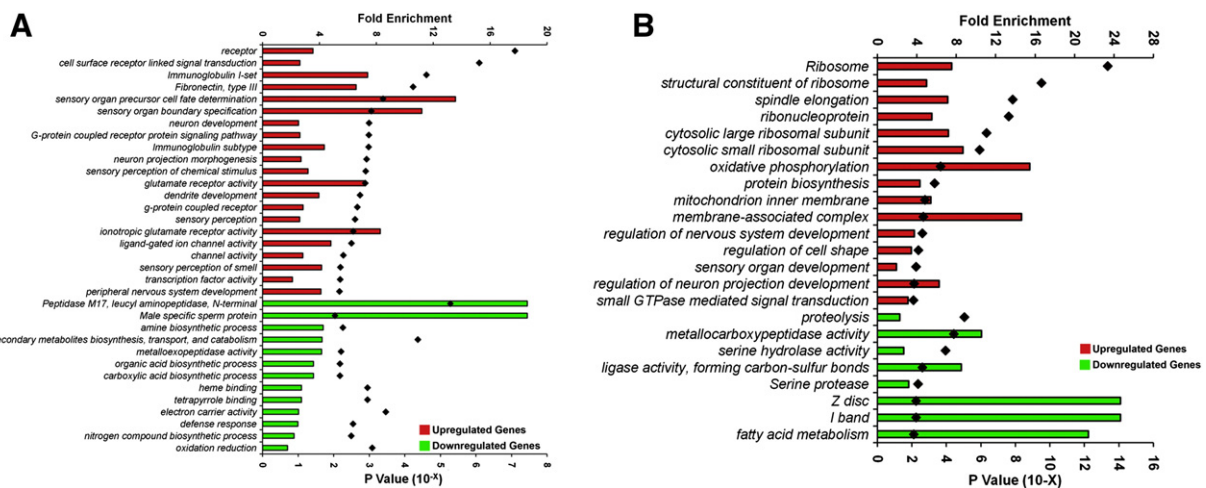 A
Fold Enrichment
0 4 8 12 16 20
receptor
cell surface receptor linked signal transduction
Immunoglobulin I-set
Fibronectin, type III
sensory organ precursor cell fate determination
sensory organ boundary specification
neuron development
G-protein coupled receptor protein signaling pathway
Immunoglobulin subtype
neuron projection morphogenesis
sensory perception of chemical stimulus
glutamate receptor activity
dendrite development
g-protein coupled receptor
sensory perception
ionotropic glutamate receptor activity
ligand-gated ion channel activity
channel activity
sensory perception of smell
transcription factor activity
peripheral nervous system development
Peptidase M17, leucyl aminopeptidase, N-terminal
Male specific sperm protein
amine biosynthetic process
condary metabolites biosynthesis, transport, and catabolism
metalloexopeptidase activity
organic acid biosynthetic process
carboxylic acid biosynthetic process
heme binding
tetrapyrrole binding
electron carrier activity
defense response
nitrogen compound biosynthetic process
oxidation reduction
Upregulated Genes
Downregulated Genes
0 1 2 3 4 5 6 7 8
P Value (10-X)
B
Fold Enrichment
0 4 8 12 16 20 24 28
Ribosome
structural constituent of ribosome
spindle elongation
ribonucleoprotein
cytosolic large ribosomal subunit
cytosolic small ribosomal subunit
oxidative phosphorylation
protein biosynthesis
mitochondrion inner membrane
membrane-associated complex
regulation of nervous system development
regulation of cell shape
sensory organ development
regulation of neuron projection development
small GTPase mediated signal transduction
proteolysis
metallocarboxypeptidase activity
serine hydrolase activity
ligase activity, forming carbon-sulfur bonds
Serine protease
Z disc
I band
fatty acid metabolism
Upregulated Genes
Downregulated Genes
0 2 4 6 8 10 12 14 16
P Value (10-X)